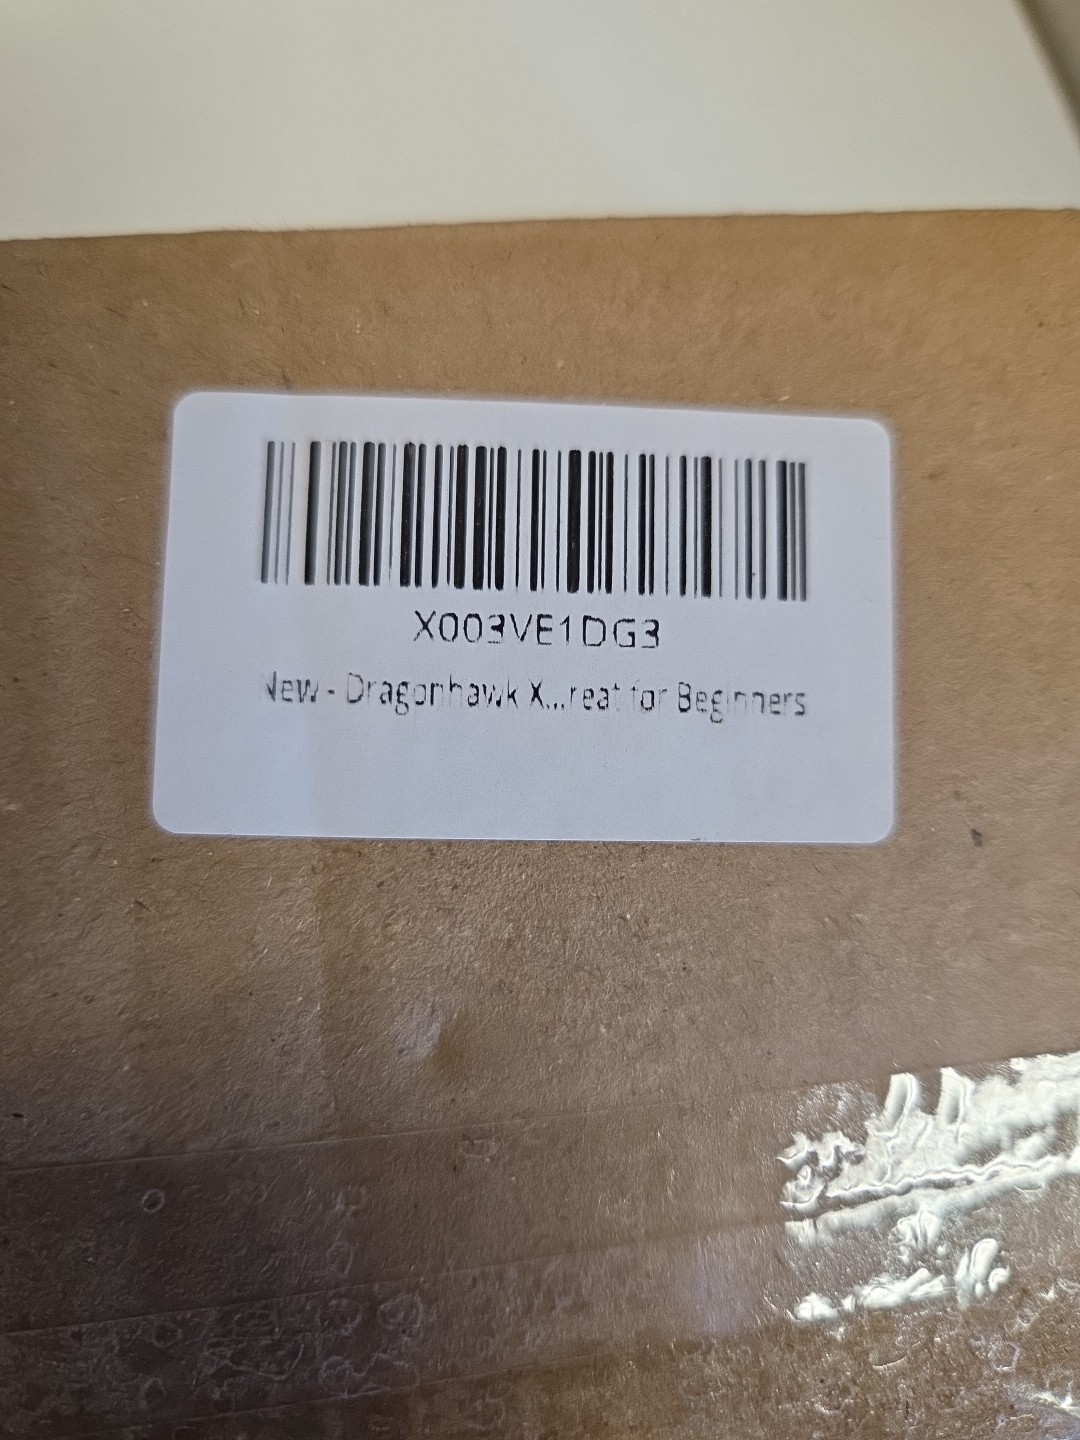 X003VE1DG3
New - Dragonhawk X...reat for Beginners